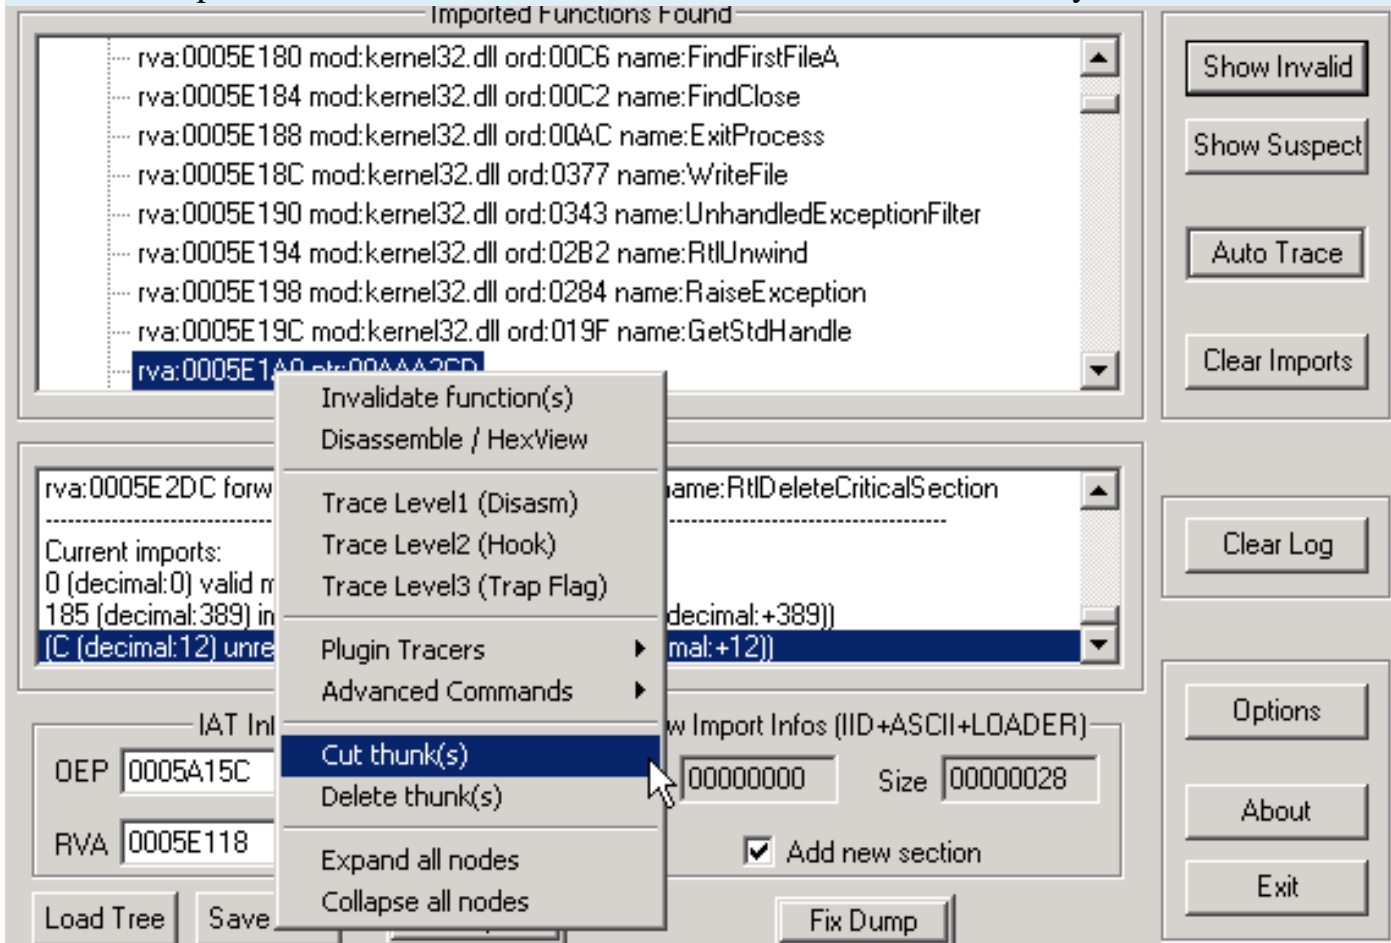 Imported Functions Found
rva:0005E180 mod:kernel32.dll ord:00C6 name:FindFirstFileA
rva:0005E184 mod:kernel32.dll ord:00C2 name:FindClose
rva:0005E188 mod:kernel32.dll ord:00AC name:ExitProcess
rva:0005E18C mod:kernel32.dll ord:0377 name:WriteFile
rva:0005E190 mod:kernel32.dll ord:0343 name:UnhandledExceptionFilter
rva:0005E194 mod:kernel32.dll ord:02B2 name:RtlUnwind
rva:0005E198 mod:kernel32.dll ord:0284 name:RaiseException
rva:0005E19C mod:kernel32.dll ord:019F name:GetStdHandle
rva:0005E1A0 ptr:00AAA2CD
Show Invalid
Show Suspect
Auto Trace
Clear Imports
Invalidate function(s)
Disassemble / HexView
Trace Level1 (Disasm)
Trace Level2 (Hook)
Trace Level3 (Trap Flag)
Plugin Tracers
Advanced Commands
Cut thunk(s)
Delete thunk(s)
Expand all nodes
Collapse all nodes
rva:0005E2DC forw ame:RtlDeleteCriticalSection
Current imports:
0 (decimal:0) valid m
185 (decimal:389) im decimal:+389))
(C (decimal:12) unre mal:+12))
Clear Log
IAT Inf
OEP 0005A15C
RVA 0005E118
w Import Infos (IID+ASCII+LOADER)
00000000 Size 00000028
Add new section
Options
About
Exit
Load Tree
Save
Fix Dump